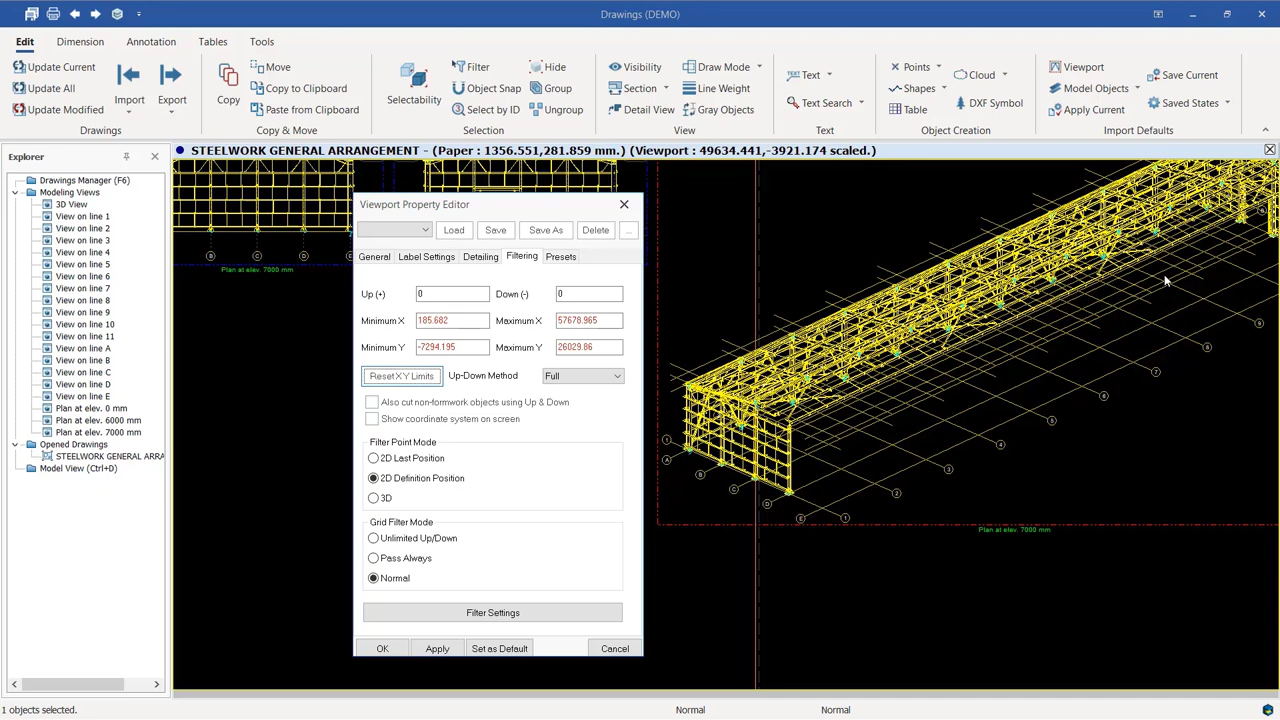 Drawings (DEMO)
Edit
Dimension
Annotation
Tables
Tools
Update Current
Update All
Update Modified
Import
Export
Drawings
Copy
Move
Copy to Clipboard
Paste from Clipboard
Copy & Move
Selectability
Filter
Object Snap
Select by ID
Hide
Group
Ungroup
Selection
Visibility
Section
Detail View
Draw Mode
Line Weight
Gray Objects
View
TEXT Text
Text Search
Text
Points
Shapes
Table
Cloud
DXF Symbol
Object Creation
Viewport
Model Objects
Apply Current
Save Current
Saved States
Import Defaults
Explorer
STEELWORK GENERAL ARRANGEMENT - (Paper : 1356.551,281.859 mm.) (Viewport : 49634.441,-3921.174 scaled.)
Drawings Manager (F6)
Modeling Views
3D View
View on line 1
View on line 2
View on line 3
View on line 4
View on line 5
View on line 6
View on line 7
View on line 8
View on line 9
View on line 10
View on line 11
View on line A
View on line B
View on line C
View on line D
View on line E
Plan at elev. 0 mm
Plan at elev. 6000 mm
Plan at elev. 7000 mm
Opened Drawings
STEELWORK GENERAL ARRA
Model View (Ctrl+D)
B
C
D
Plan at elev. 7000 mm
Viewport Property Editor
Load
Save
Save As
Delete
...
General
Label Settings
Detailing
Filtering
Presets
Up (+)
0
Down (-)
0
Minimum X
185.682
Maximum X
57678.965
Minimum Y
-7294.195
Maximum Y
26029.86
Reset X Y Limits
Up-Down Method
Full
Also cut non-formwork objects using Up & Down
Show coordinate system on screen
Filter Point Mode
2D Last Position
2D Definition Position
3D
Grid Filter Mode
Unlimited Up/Down
Pass Always
Normal
Filter Settings
OK
Apply
Set as Default
Cancel
9
8
7
6
5
4
3
2
1
1
A
B
C
D
E
Plan at elev. 7000 mm
1 objects selected.
Normal
Normal